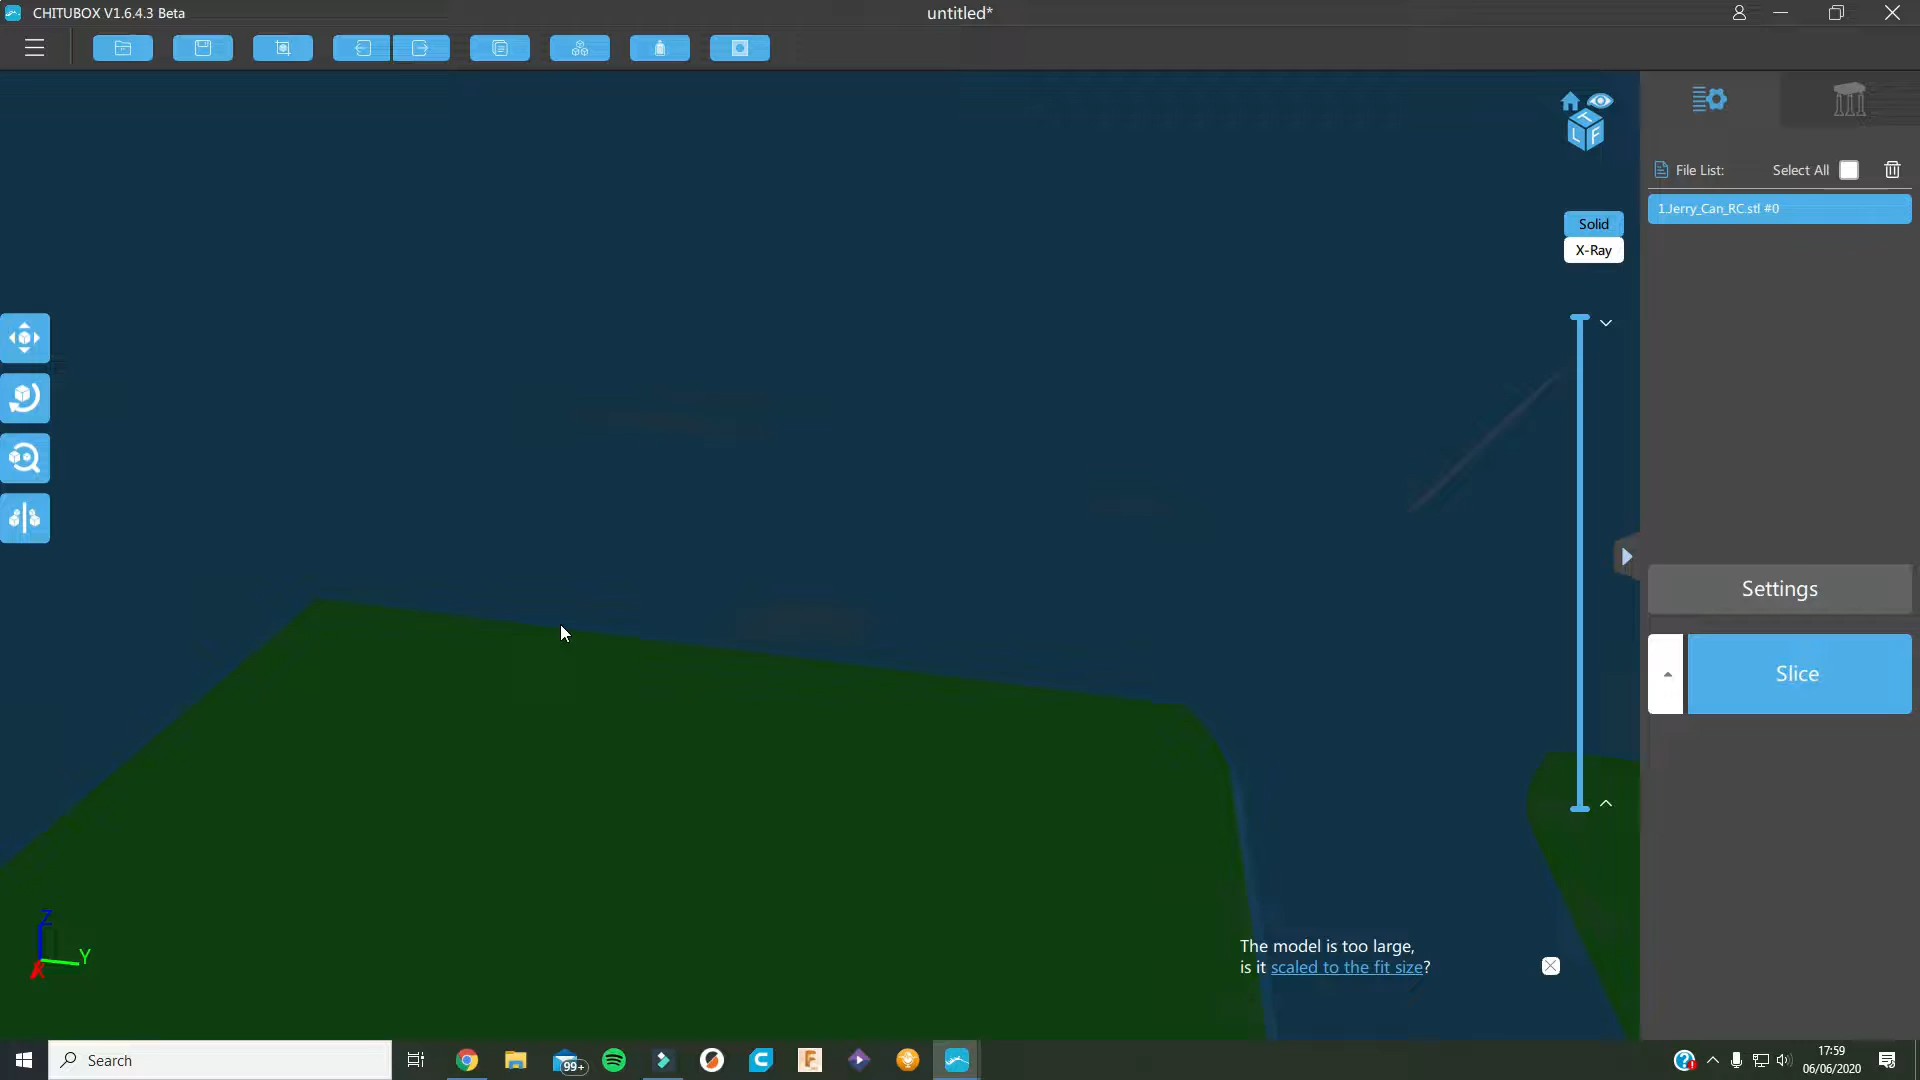 CHITUBOX V1.6.4.3 Beta
untitled*
T
L F
File List:
Select All
1.Jerry_Can_RC.stl #0
Solid
X-Ray
Settings
Slice
Z
Y
X
The model is too large,
is it scaled to the fit size?
Search
99+
17:59
06/06/2020